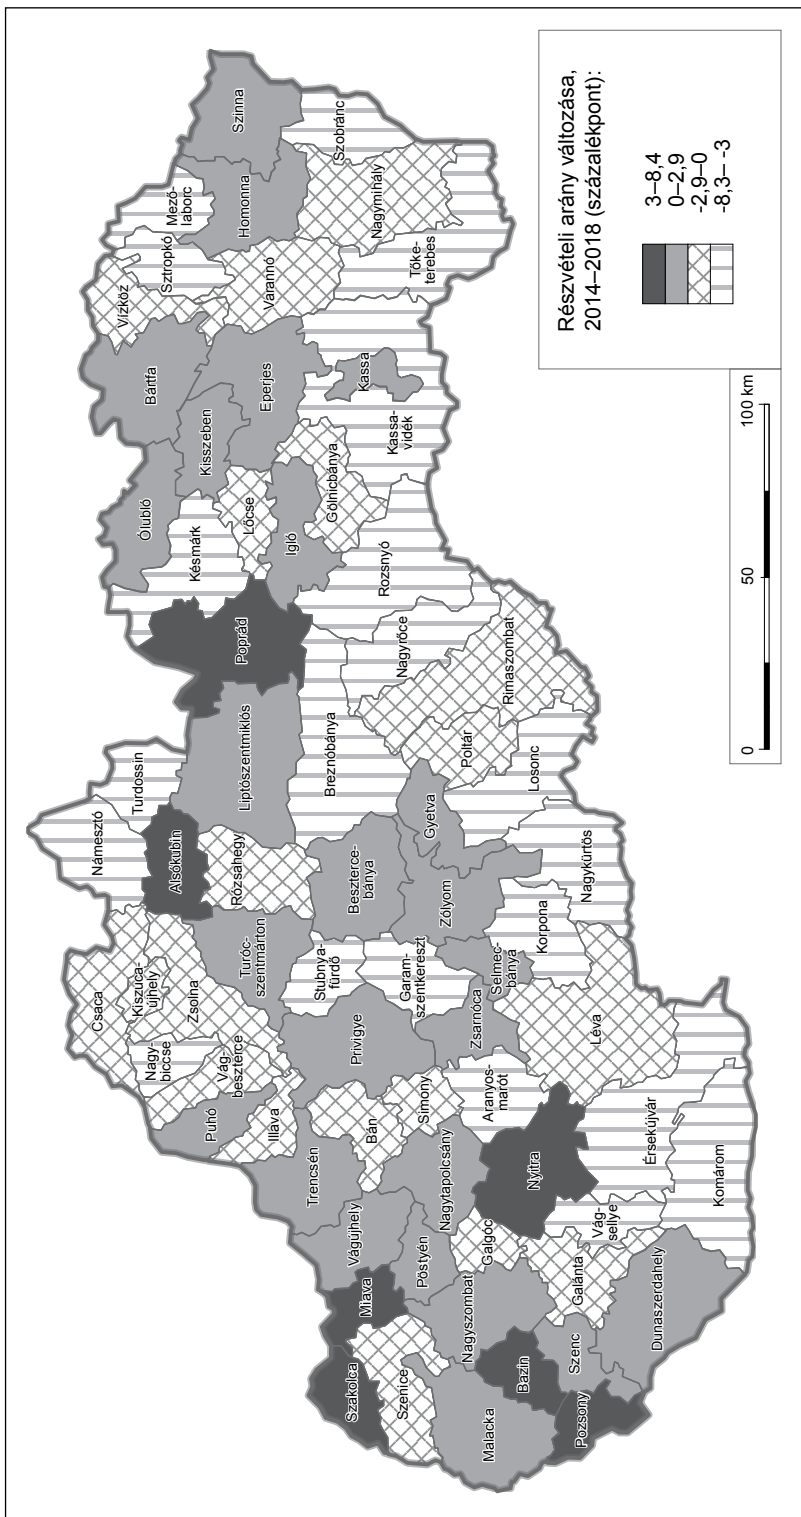 Námesztó
Turdossin
Csaca
Kiszuca-
újhely
Alsókubin
Nagy-
biccse
Zsolna
Vág-
beszterce
Puhó
Illava
Rózsahegy
Liptószentmiklós
Poprád
Késmárk
Ólubló
Bártfa
Vízköz
Sztropkó
Mező-
laborc
Szinna
Homonna
Kisszeben
Lőcse
Igló
Eperjes
Varannó
Nagymihály
Szobránc
Turóc-
szentmárton
Trencsén
Bán
Privigye
Stubnya-
fürdő
Beszterce-
bánya
Breznóbánya
Gölnicbánya
Kassa
Kassa-
vidék
Tőke-
terebes
Szakolca
Miava
Vágújhely
Szenice
Pöstyén
Nagytapolcsány
Simony
Garam-
szentkereszt
Zólyom
Gyetva
Nagyrőce
Rozsnyó
Malacka
Nagyszombat
Galgóc
Nyitra
Aranyos-
marót
Zsarnóca
Selmec-
bánya
Korpona
Poltár
Rimaszombat
Losonc
Nagykürtös
Bazin
Pozsony
Szenc
Galánta
Vág-
sellye
Léva
Érsekújvár
Dunaszerdahely
Komárom
0
50
100 km
Részvételi arány változása,
2014–2018 (százalékpont):
3–8,4
0–2,9
-2,9–0
-8,3– -3